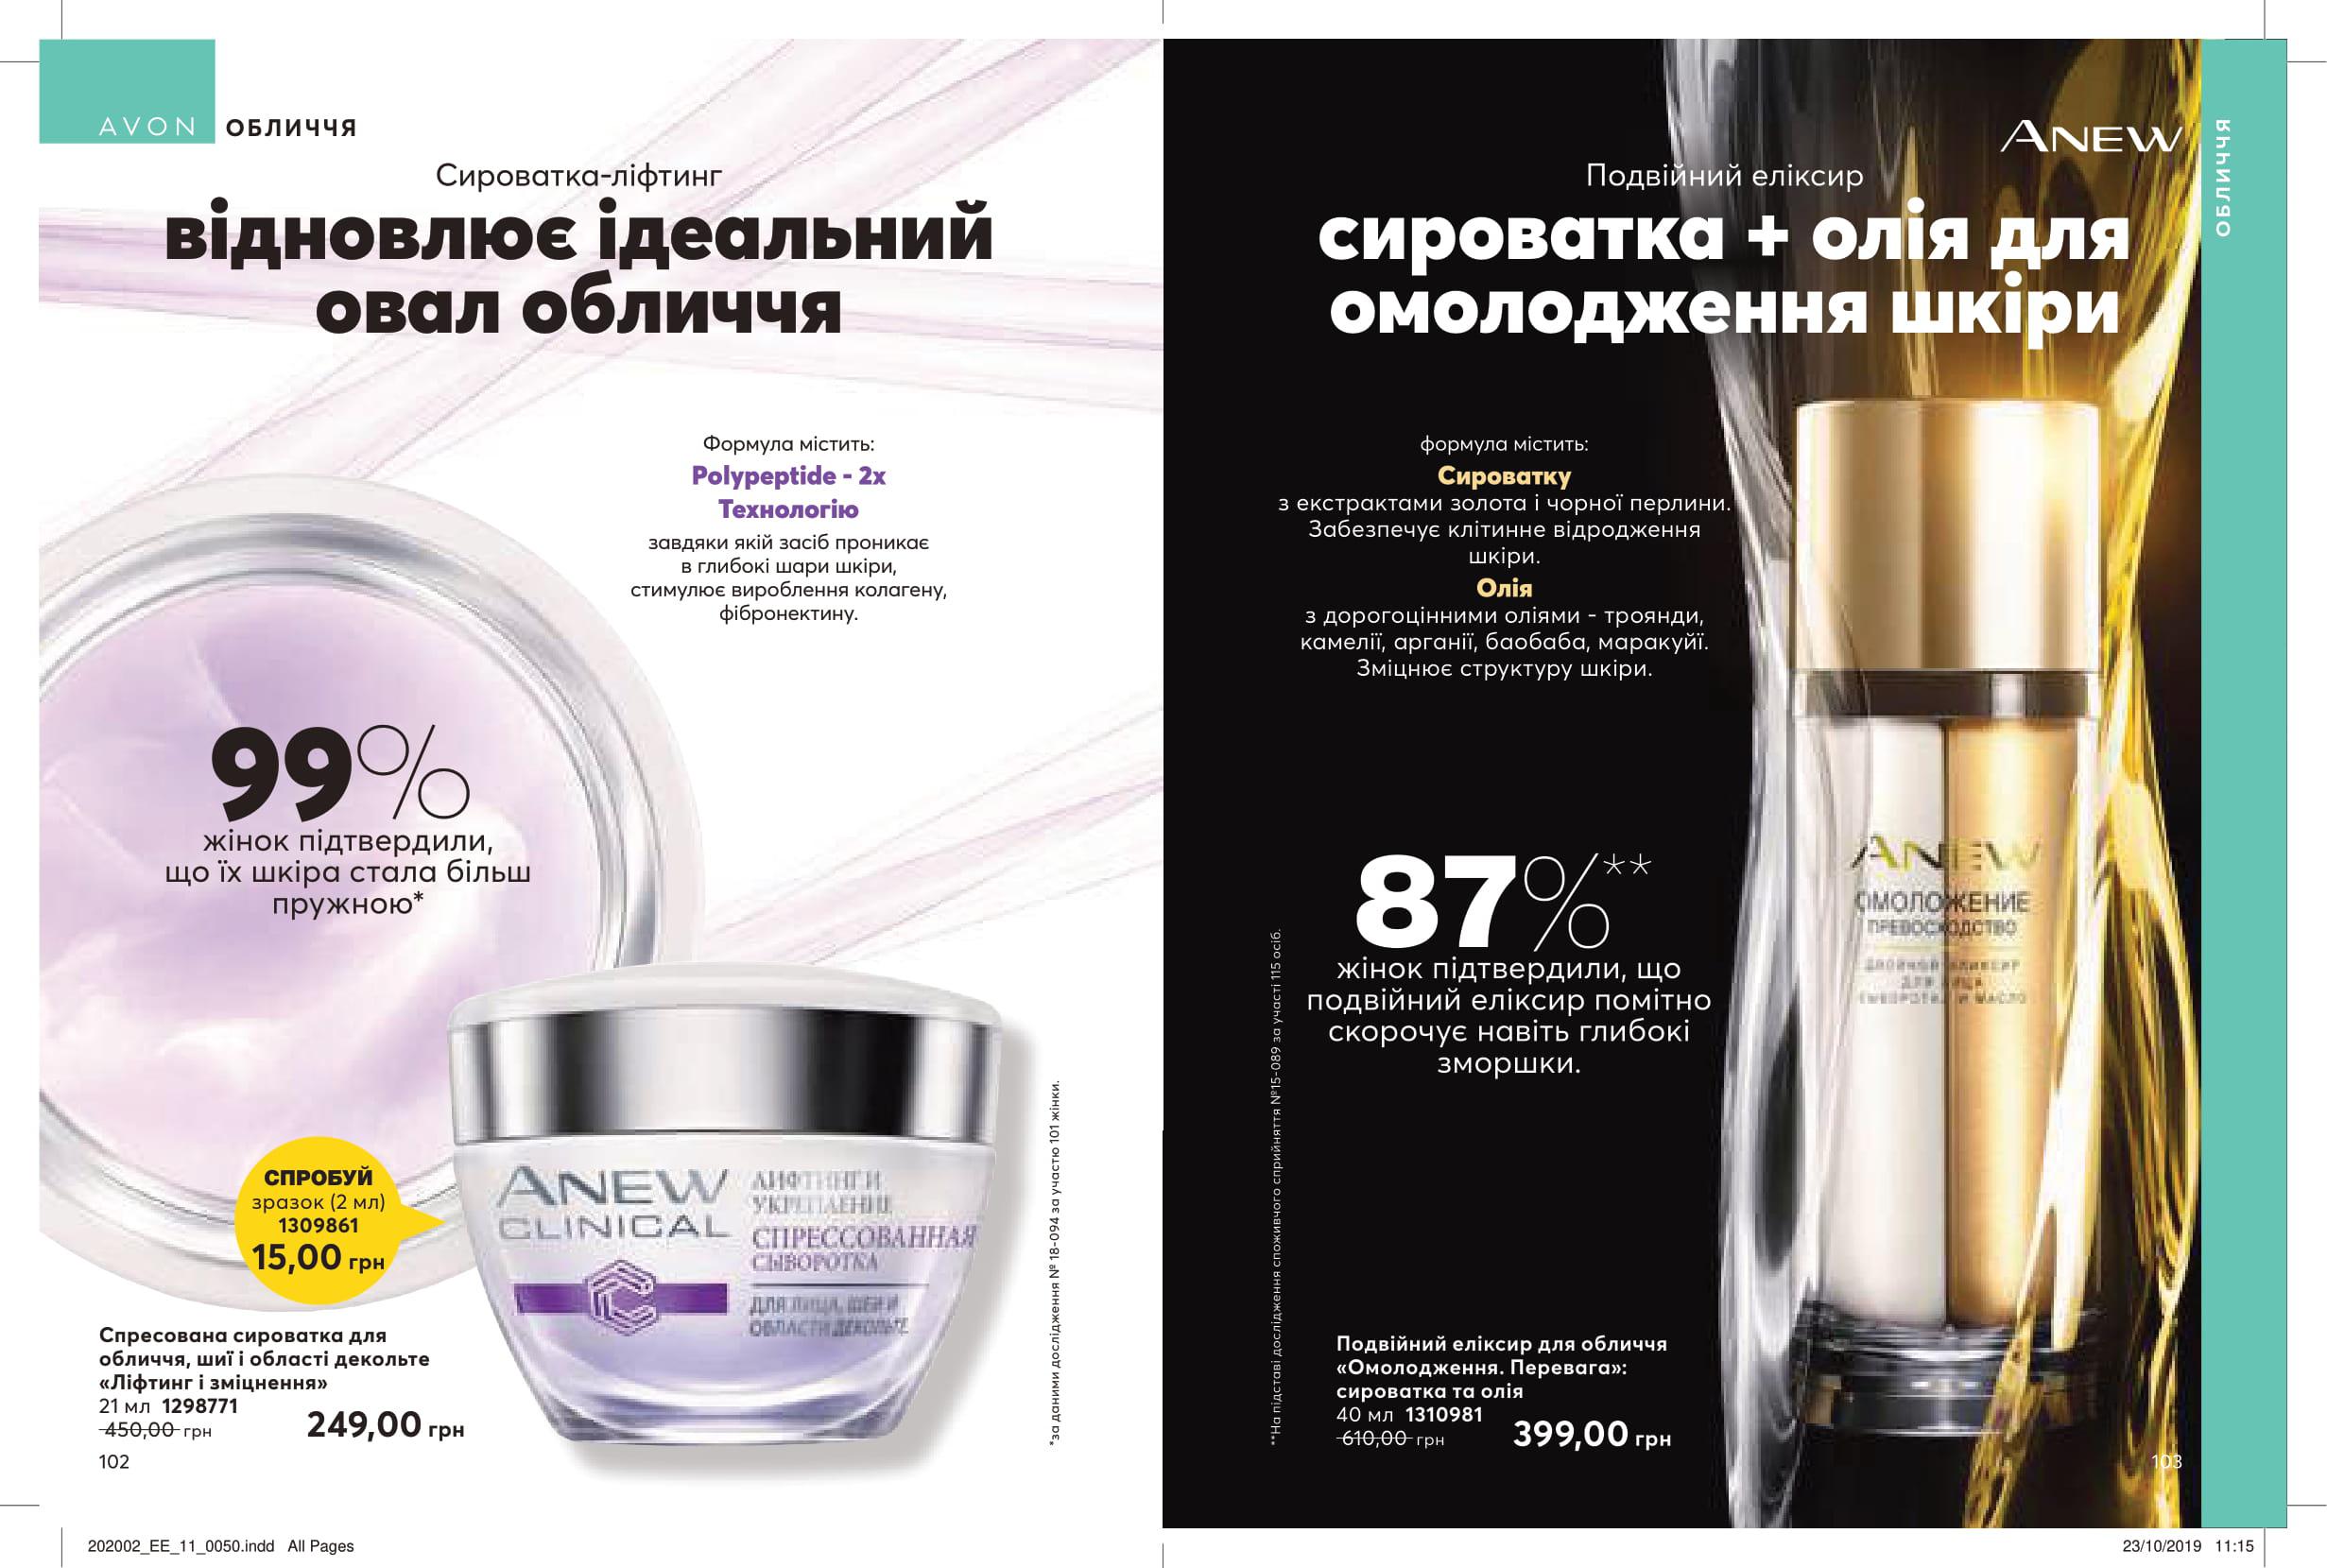 AVON ОБЛИЧЧЯ
Сироватка-ліфтинг
відновлює ідеальний
овал обличчя
Формула містить:
Polypeptide - 2x
Технологію
завдяки якій засіб проникає
в глибокі шари шкіри,
стимулює вироблення колагену,
фібронектину.
99%
жінок підтвердили,
що їх шкіра стала більш
пружною*
СПРОБУЙ
зразок (2 мл)
1309861
15,00 грн
ANEW
CLINICAL
ЛИФТИНГ И
УКРЕПЛЕНИЕ
СПРЕССОВАННАЯ
СЫВОРОТКА
ДЛЯ ЛИЦА, ШЕИ И
ОБЛАСТИ ДЕКОЛЬТЕ
*за даними дослідження № 18-094 за участю 101 жінки.
Спресована сироватка для
обличчя, шиї і області декольте
«Ліфтинг і зміцнення»
21 мл 1298771
450,00 грн 249,00 грн
102
ANEW
ОБЛИЧЧЯ
Подвійний еліксир
сироватка + олія для
омолодження шкіри
формула містить:
Сироватку
з екстрактами золота і чорної перлини.
Забезпечує клітинне відродження
шкіри.
Олія
з дорогоцінними оліями - троянди,
камелії, арганії, баобаба, маракуйї.
Зміцнює структуру шкіри.
87%**
жінок підтвердили, що
подвійний еліксир помітно
скорочує навіть глибокі
зморшки.
**На підставі дослідження споживчого сприйняття №15-089 за участі 115 осіб.
ANEW
ОМОЛОЖЕНИЕ
ПРЕВОСХОДСТВО
ДВОЙНОЙ ЭЛИКСИР
ДЛЯ ЛИЦА
СЫВОРОТКА И МАСЛО
Подвійний еліксир для обличчя
«Омолодження. Перевага»:
сироватка та олія
40 мл 1310981
610,00 грн 399,00 грн
103
202002_EE_11_0050.indd All Pages
23/10/2019 11:15